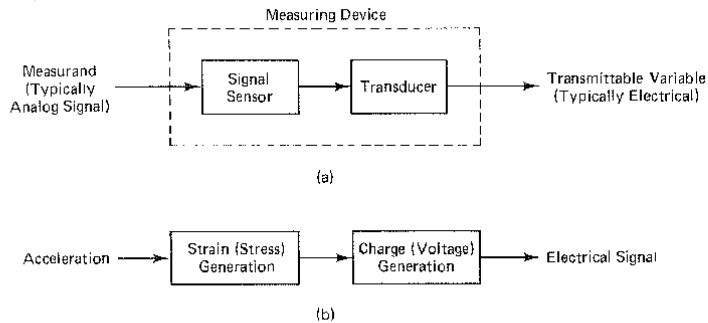 Measuring Device
Measurand
(Typically
Analog Signal)
Signal
Sensor
Transducer
Transmittable Variable
(Typically Electrical)
(a)
Acceleration
Strain (Stress)
Generation
Charge (Voltage)
Generation
Electrical Signal
(b)